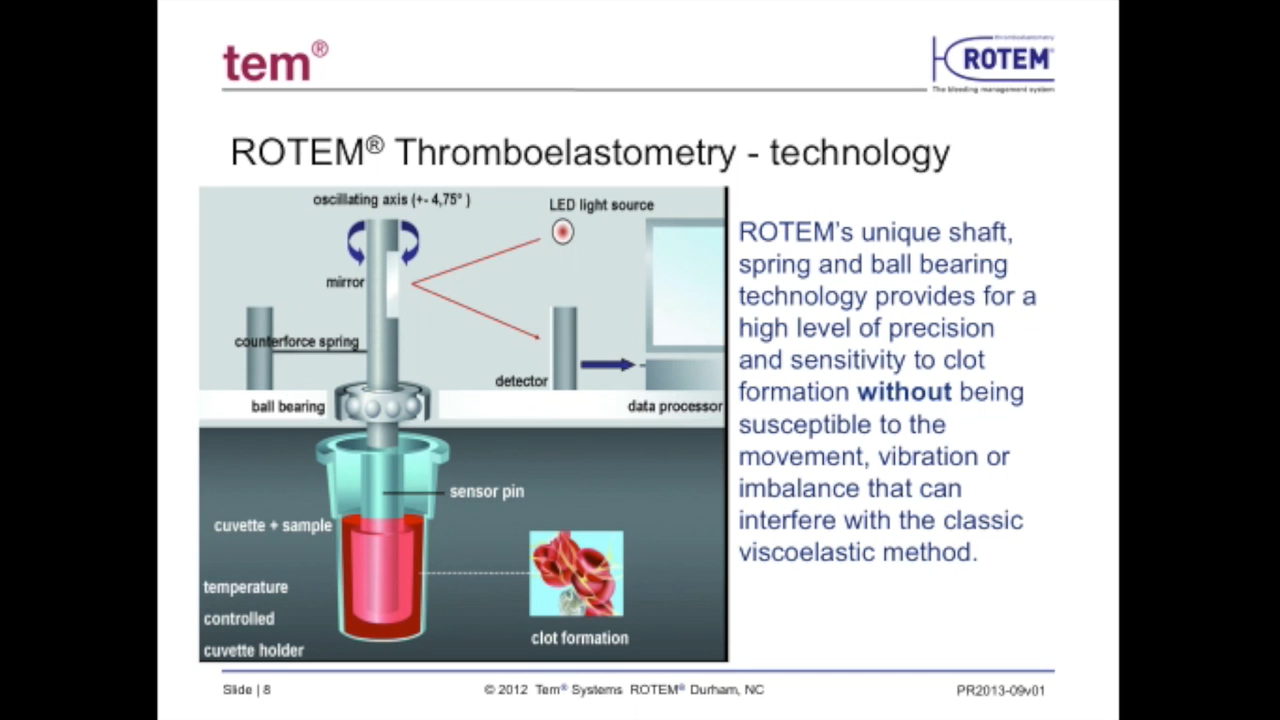 tem®
thromboelastometry
ROTEM®
The bleeding management system
ROTEM® Thromboelastometry - technology
oscillating axis (+- 4,75° )
LED light source
mirror
counterforce spring
detector
ball bearing
data processor
sensor pin
cuvette + sample
temperature
controlled
cuvette holder
clot formation
ROTEM's unique shaft,
spring and ball bearing
technology provides for a
high level of precision
and sensitivity to clot
formation without being
susceptible to the
movement, vibration or
imbalance that can
interfere with the classic
viscoelastic method.
Slide | 8
© 2012 Tem® Systems ROTEM® Durham, NC
PR2013-09v01